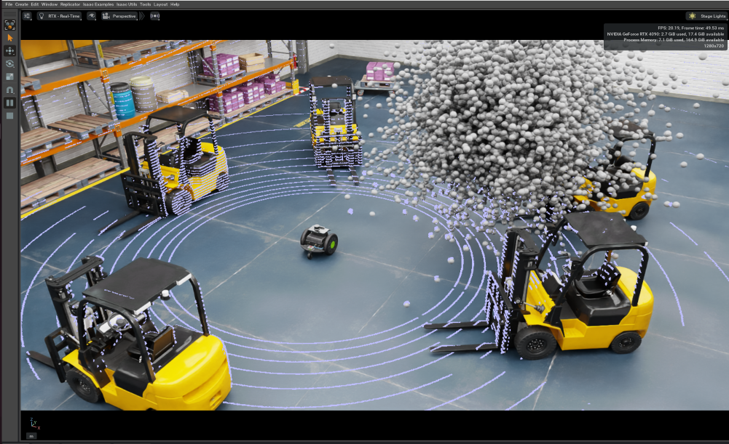 File Create Edit Window Replicator Isaac Examples Isaac Utils Tools Layout Help
RTX - Real-Time
Perspective
Stage Lights
FPS: 20.19, Frame time: 49.53 ms
NVIDIA GeForce RTX 4090: 2.7 GiB used, 17.4 GiB available
Process Memory: 7.1 GiB used, 164.9 GiB available
1280x720